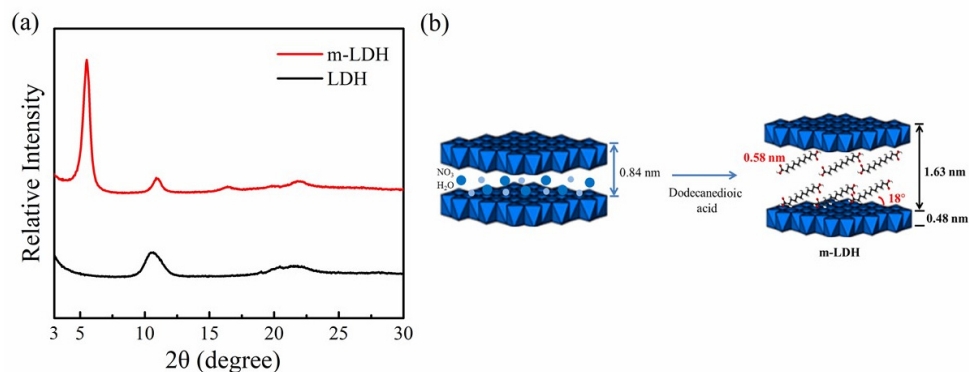 (a)
m-LDH
LDH
Relative Intensity
3 5 10 15 20 25 30
2θ (degree)
(b)
NO3
H2O
0.84 nm
Dodecanedioic
acid
0.58 nm
18°
1.63 nm
0.48 nm
m-LDH